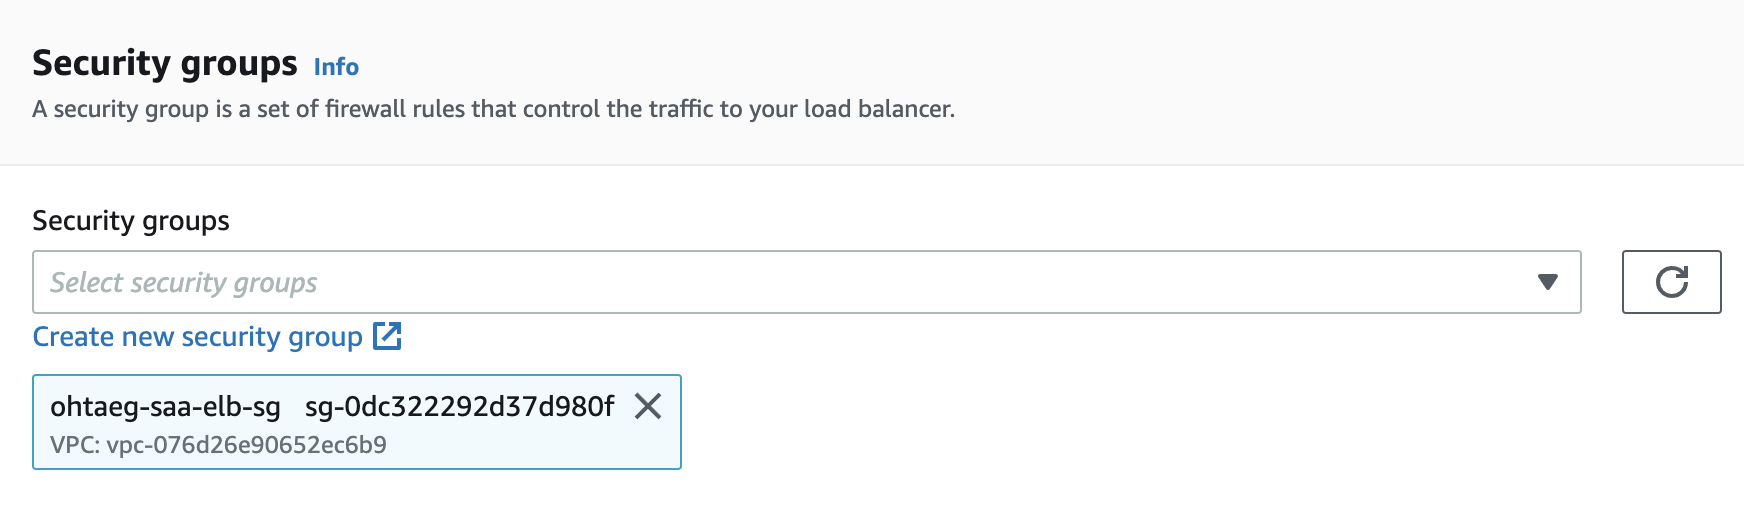 Security groups Info
A security group is a set of firewall rules that control the traffic to your load balancer.
Security groups
Select security groups
Create new security group
ohtaeg-saa-elb-sg sg-0dc322292d37d980f
VPC: vpc-076d26e90652ec6b9